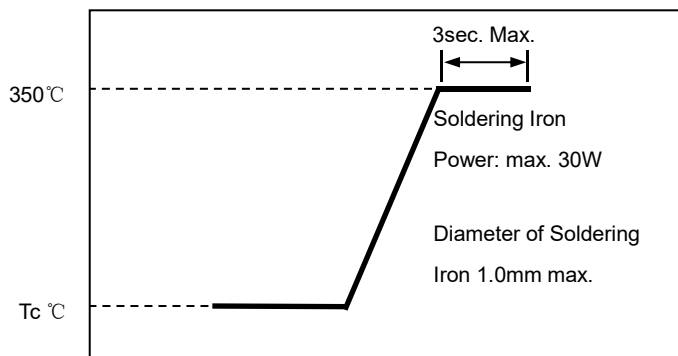 3sec. Max.
350℃
Soldering Iron
Power: max. 30W
Diameter of Soldering
Iron 1.0mm max.
Tc ℃